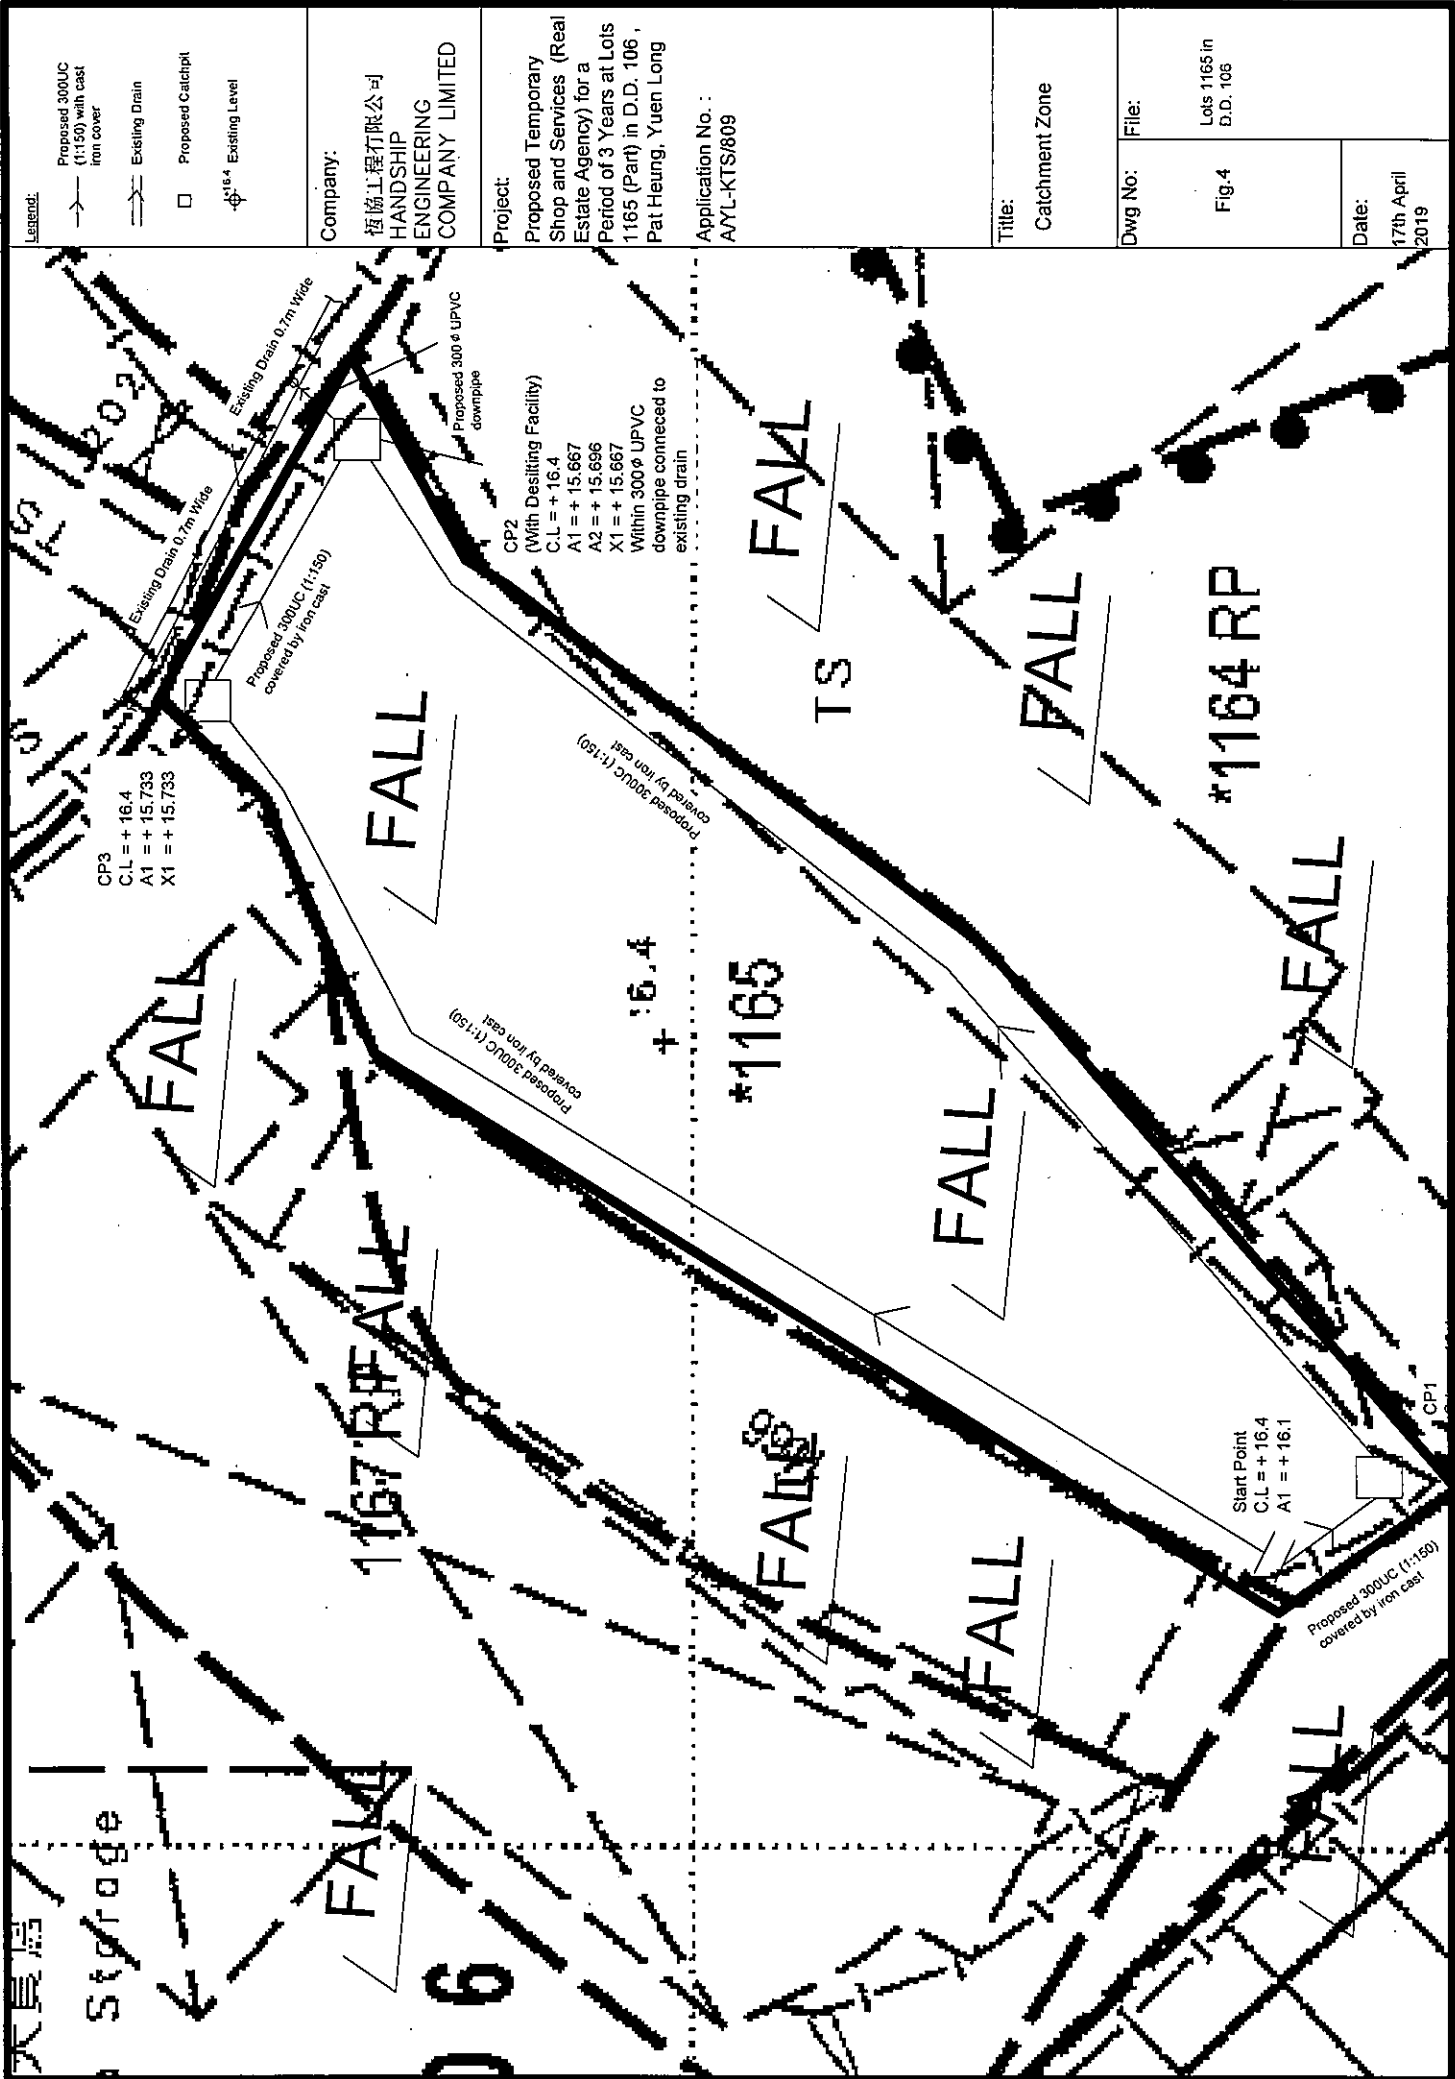 Legend:
Proposed 300UC
(1:150) with cast
iron cover
Existing Drain
Proposed Catchpit
+16.4 Existing Level
Company:
恆協工程有限公司
HANDSHIP
ENGINEERING
COMPANY LIMITED
Project:
Proposed Temporary
Shop and Services (Real
Estate Agency) for a
Period of 3 Years at Lots
1165 (Part) in D.D. 106 ,
Pat Heung, Yuen Long
Application No. :
A/YL-KTS/809
Title:
Catchment Zone
Dwg No:
Fig.4
File:
Lots 1165 in
D.D. 106
Date:
17th April
2019
Existing Drain 0.7m Wide
Existing Drain 0.7m Wide
Proposed 300 ϕ UPVC
downpipe
CP2
(With Desilting Facility)
C.L = + 16.4
A1 = + 15.667
A2 = + 15.696
X1 = + 15.667
Within 300ϕ UPVC
downpipe conneced to
existing drain
Proposed 300UC (1:150)
covered by iron cast
CP3
C.L = + 16.4
A1 = + 15.733
X1 = + 15.733
Proposed 300UC (1:150)
covered by iron cast
Proposed 300UC (1:150)
covered by iron cast
FALL
FALL
FALL
FALL
FALL
FALL
FALL
FALL
FALL
FALL
FALL
TS
*1164 RP
*1165
1167 RP
Start Point
C.L = + 16.4
A1 = + 16.1
CP1
Proposed 300UC (1:150)
covered by iron cast
Storage
06